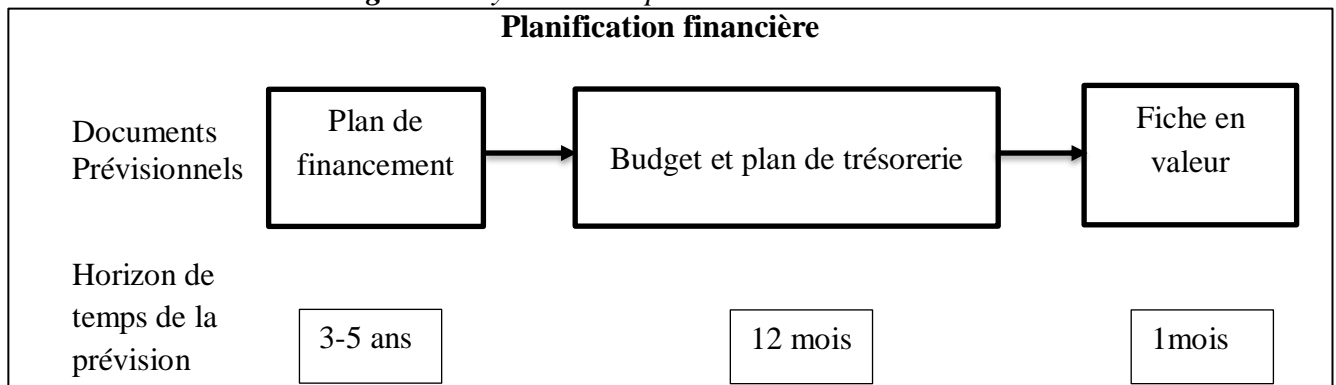 Planification financière
Documents
Prévisionnels
Plan de
financement
Budget et plan de trésorerie
Fiche en
valeur
Horizon de
temps de la
prévision
3-5 ans
12 mois
1mois